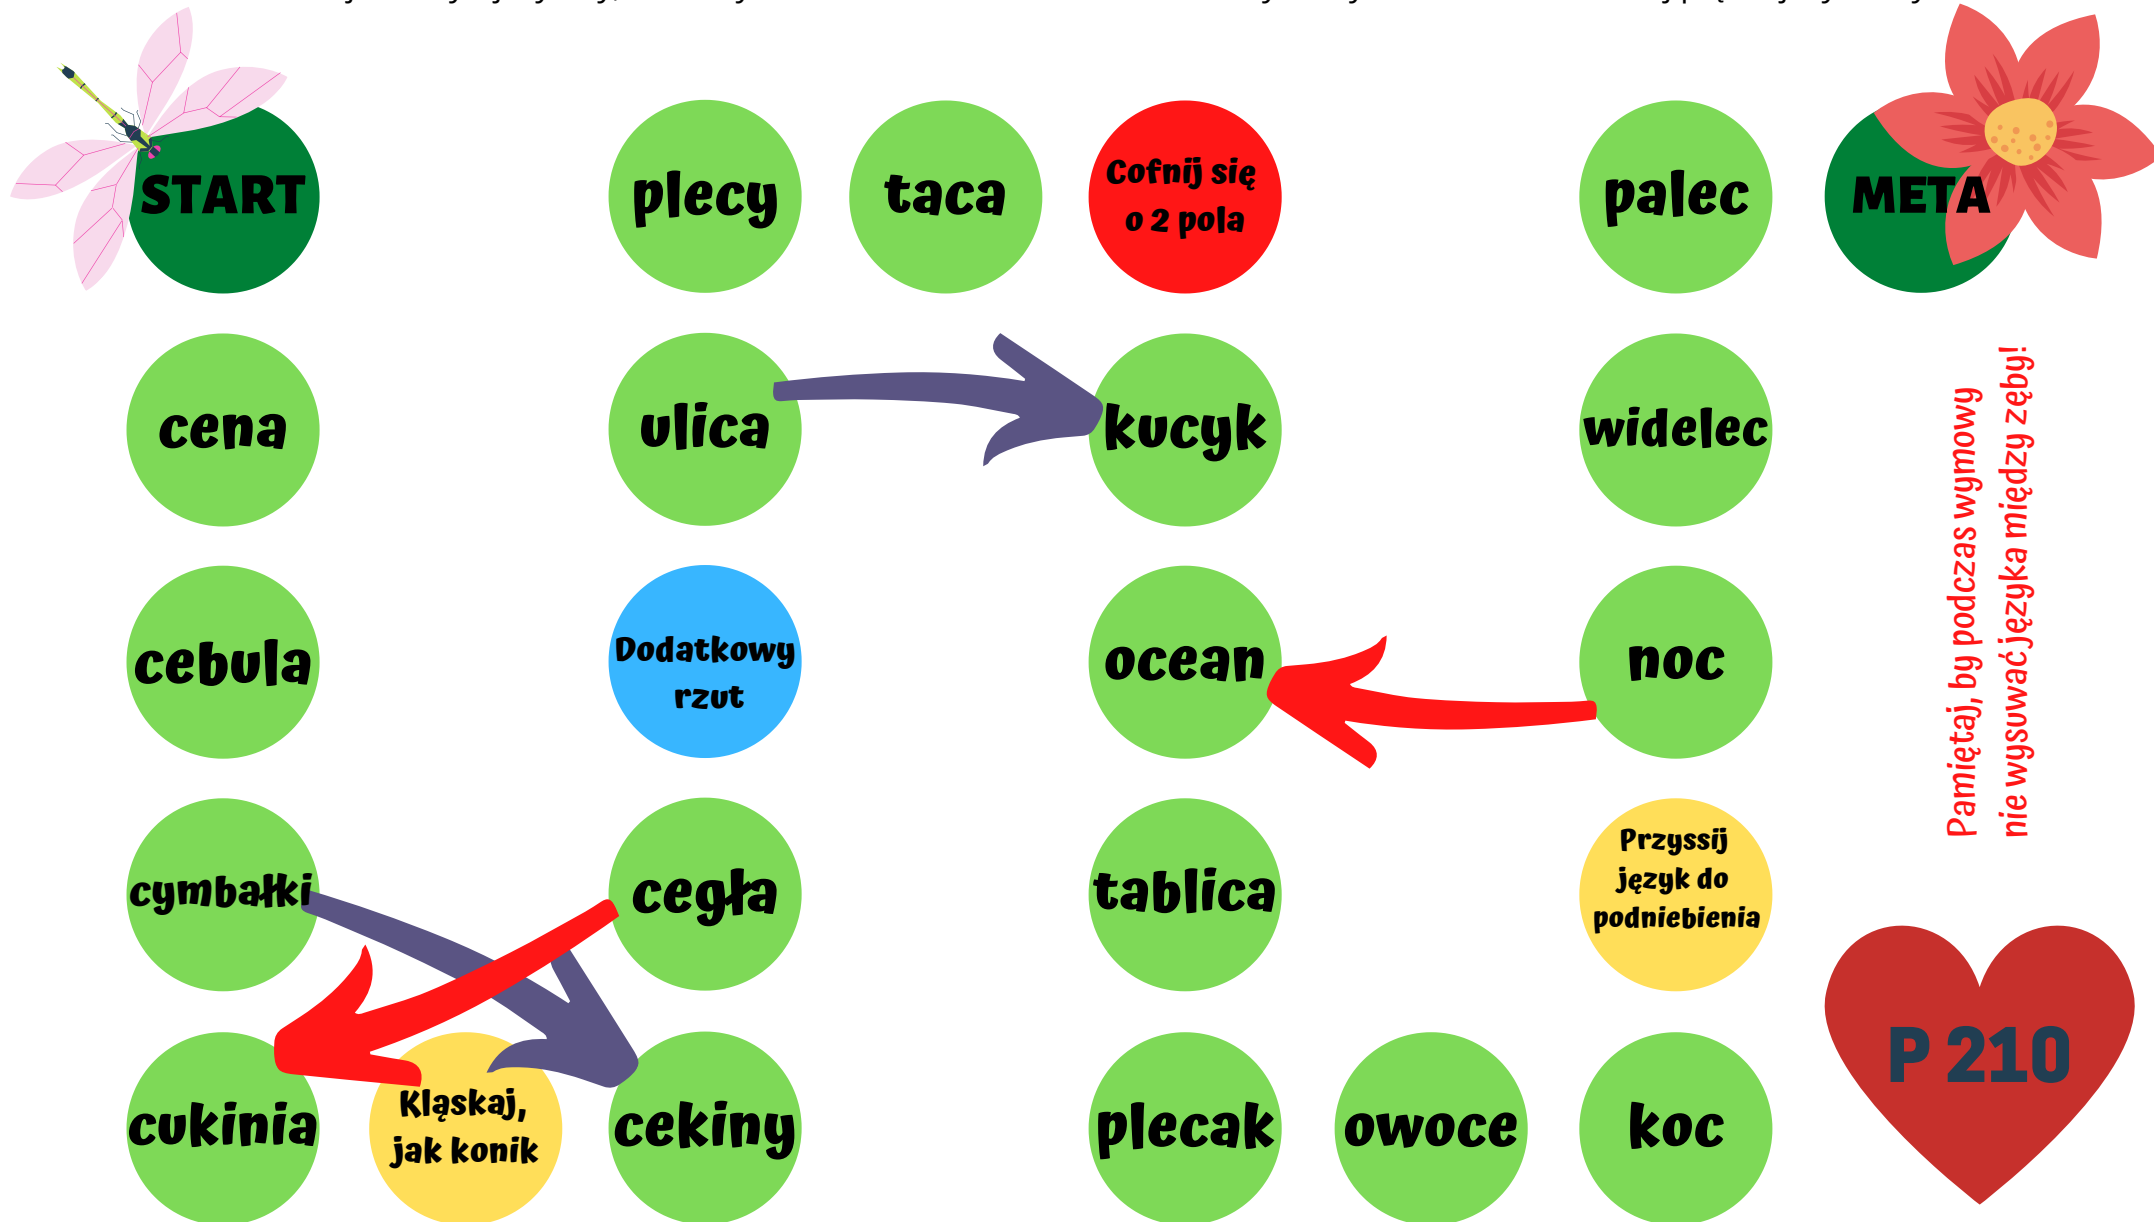 START
plecy
taca
Cofnij się
o 2 pola
palec
META
cena
ulica
kucyk
widelec
cebula
Dodatkowy
rzut
ocean
noc
Pamiętaj, by podczas wymowy
nie wysuwać języka między zęby!
cymbałki
cegła
tablica
Przyssij
język do
podniebienia
cukinia
Kląskaj,
jak konik
cekiny
plecak
owoce
koc
P 210